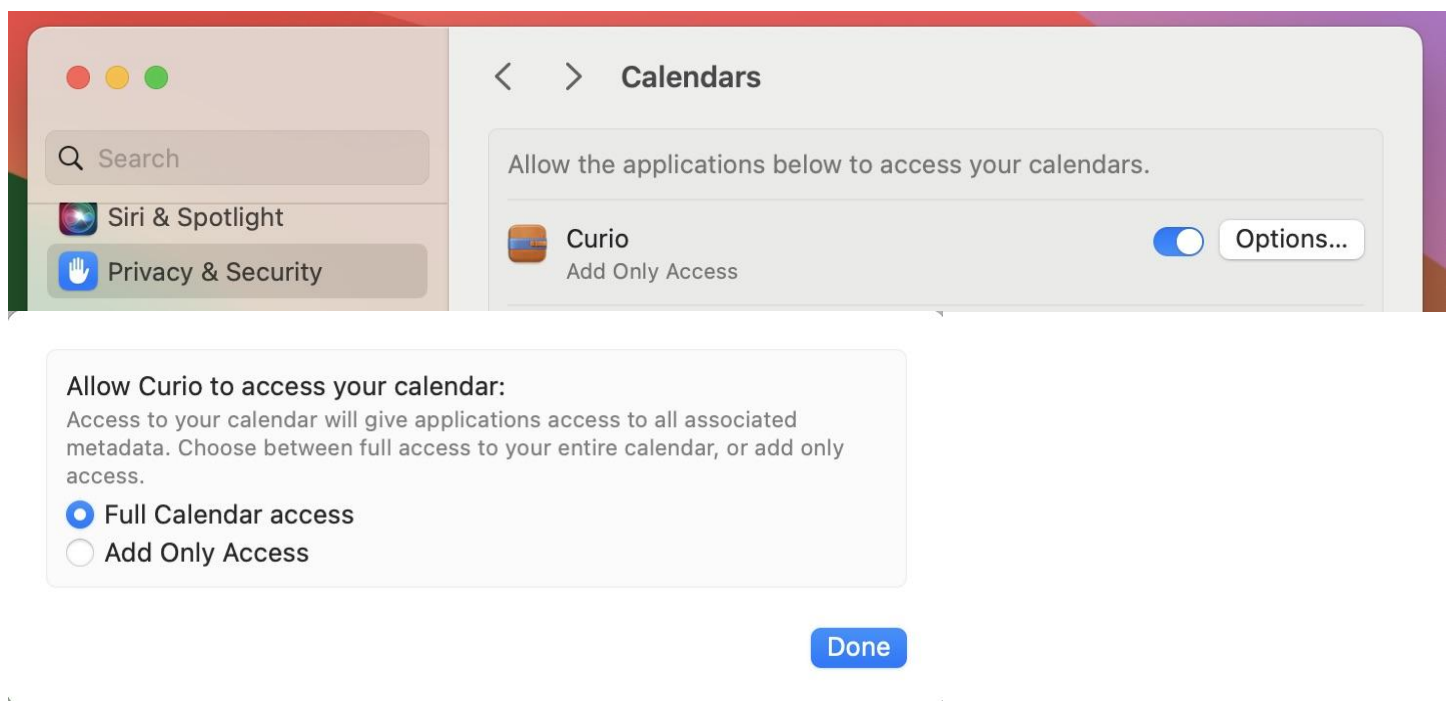 Calendars
Search
Siri & Spotlight
Privacy & Security
Allow the applications below to access your calendars.
Curio
Add Only Access
Options...
Allow Curio to access your calendar:
Access to your calendar will give applications access to all associated
metadata. Choose between full access to your entire calendar, or add only
access.
Full Calendar access
Add Only Access
Done